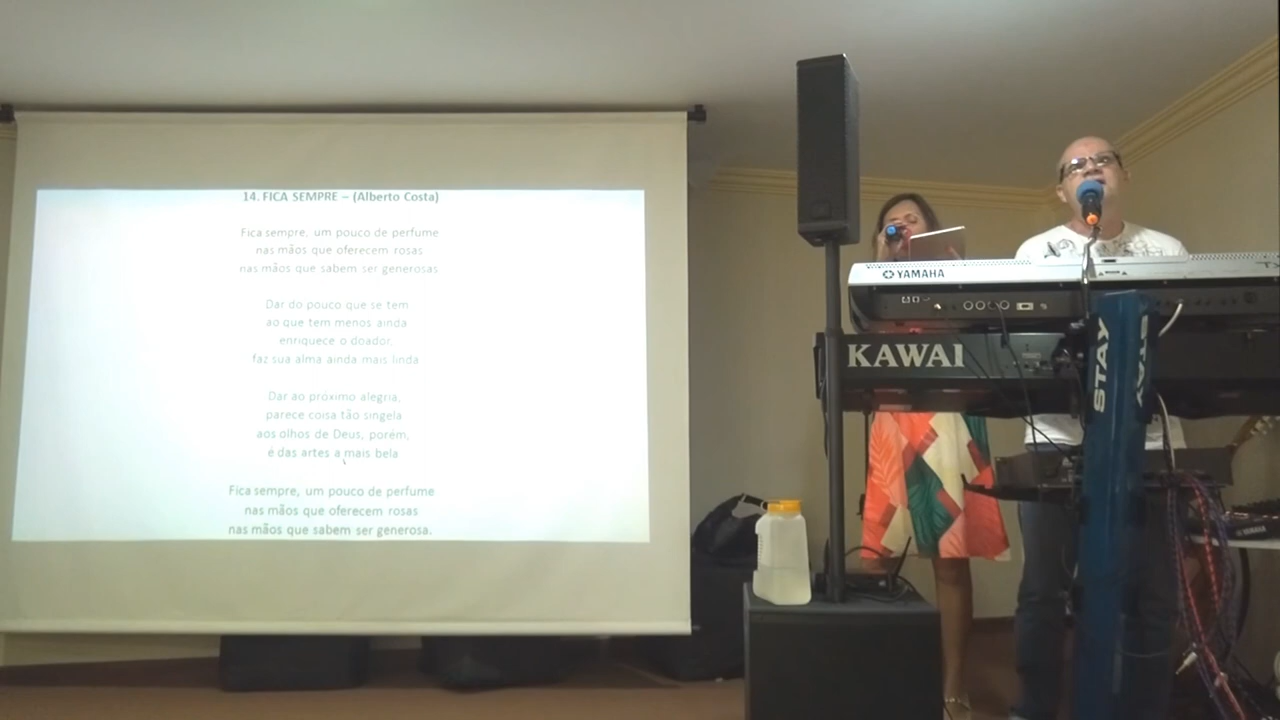 14. FICA SEMPRE – (Alberto Costa)
Fica sempre, um pouco de perfume
nas mãos que oferecem rosas
nas mãos que sabem ser generosas
Dar do pouco que se tem
ao que tem menos ainda
enriquece o doador,
faz sua alma ainda mais linda
Dar ao próximo alegria,
parece coisa tão singela
aos olhos de Deus, porém,
é das artes a mais bela
Fica sempre, um pouco de perfume
nas mãos que oferecem rosas
nas mãos que sabem ser generosa.
YAMAHA
KAWAI
STAY
STAY